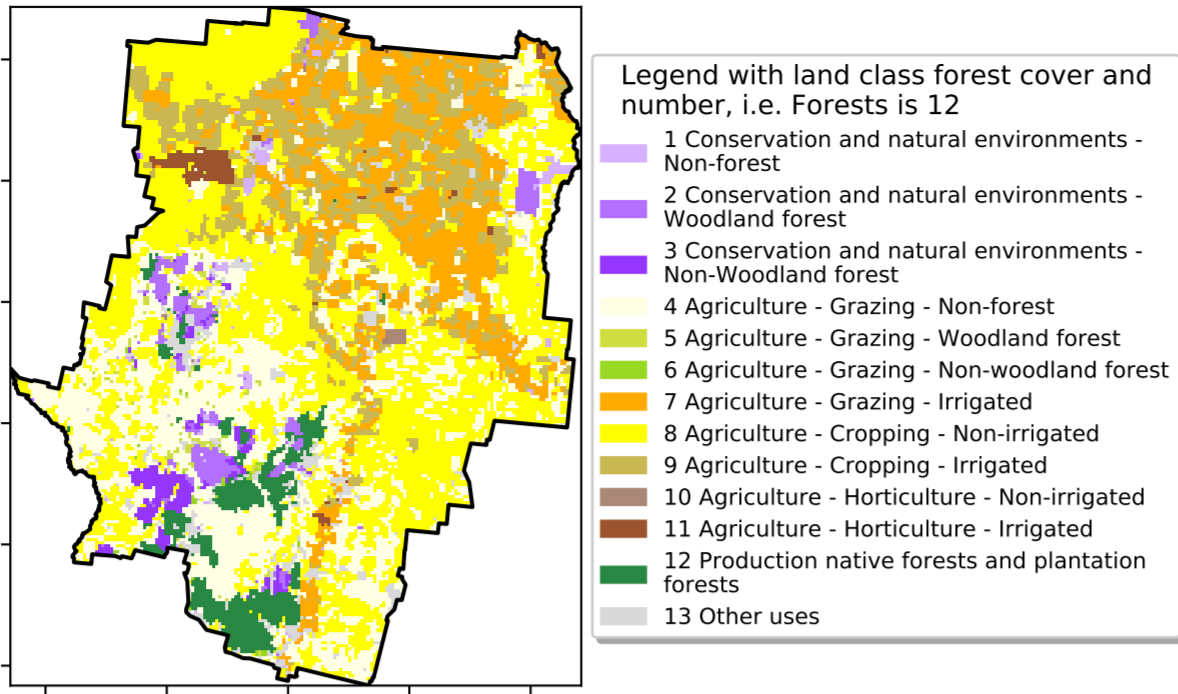 Legend with land class forest cover and
number, i.e. Forests is 12
1 Conservation and natural environments -
Non-forest
2 Conservation and natural environments -
Woodland forest
3 Conservation and natural environments -
Non-Woodland forest
4 Agriculture - Grazing - Non-forest
5 Agriculture - Grazing - Woodland forest
6 Agriculture - Grazing - Non-woodland forest
7 Agriculture - Grazing - Irrigated
8 Agriculture - Cropping - Non-irrigated
9 Agriculture - Cropping - Irrigated
10 Agriculture - Horticulture - Non-irrigated
11 Agriculture - Horticulture - Irrigated
12 Production native forests and plantation
forests
13 Other uses